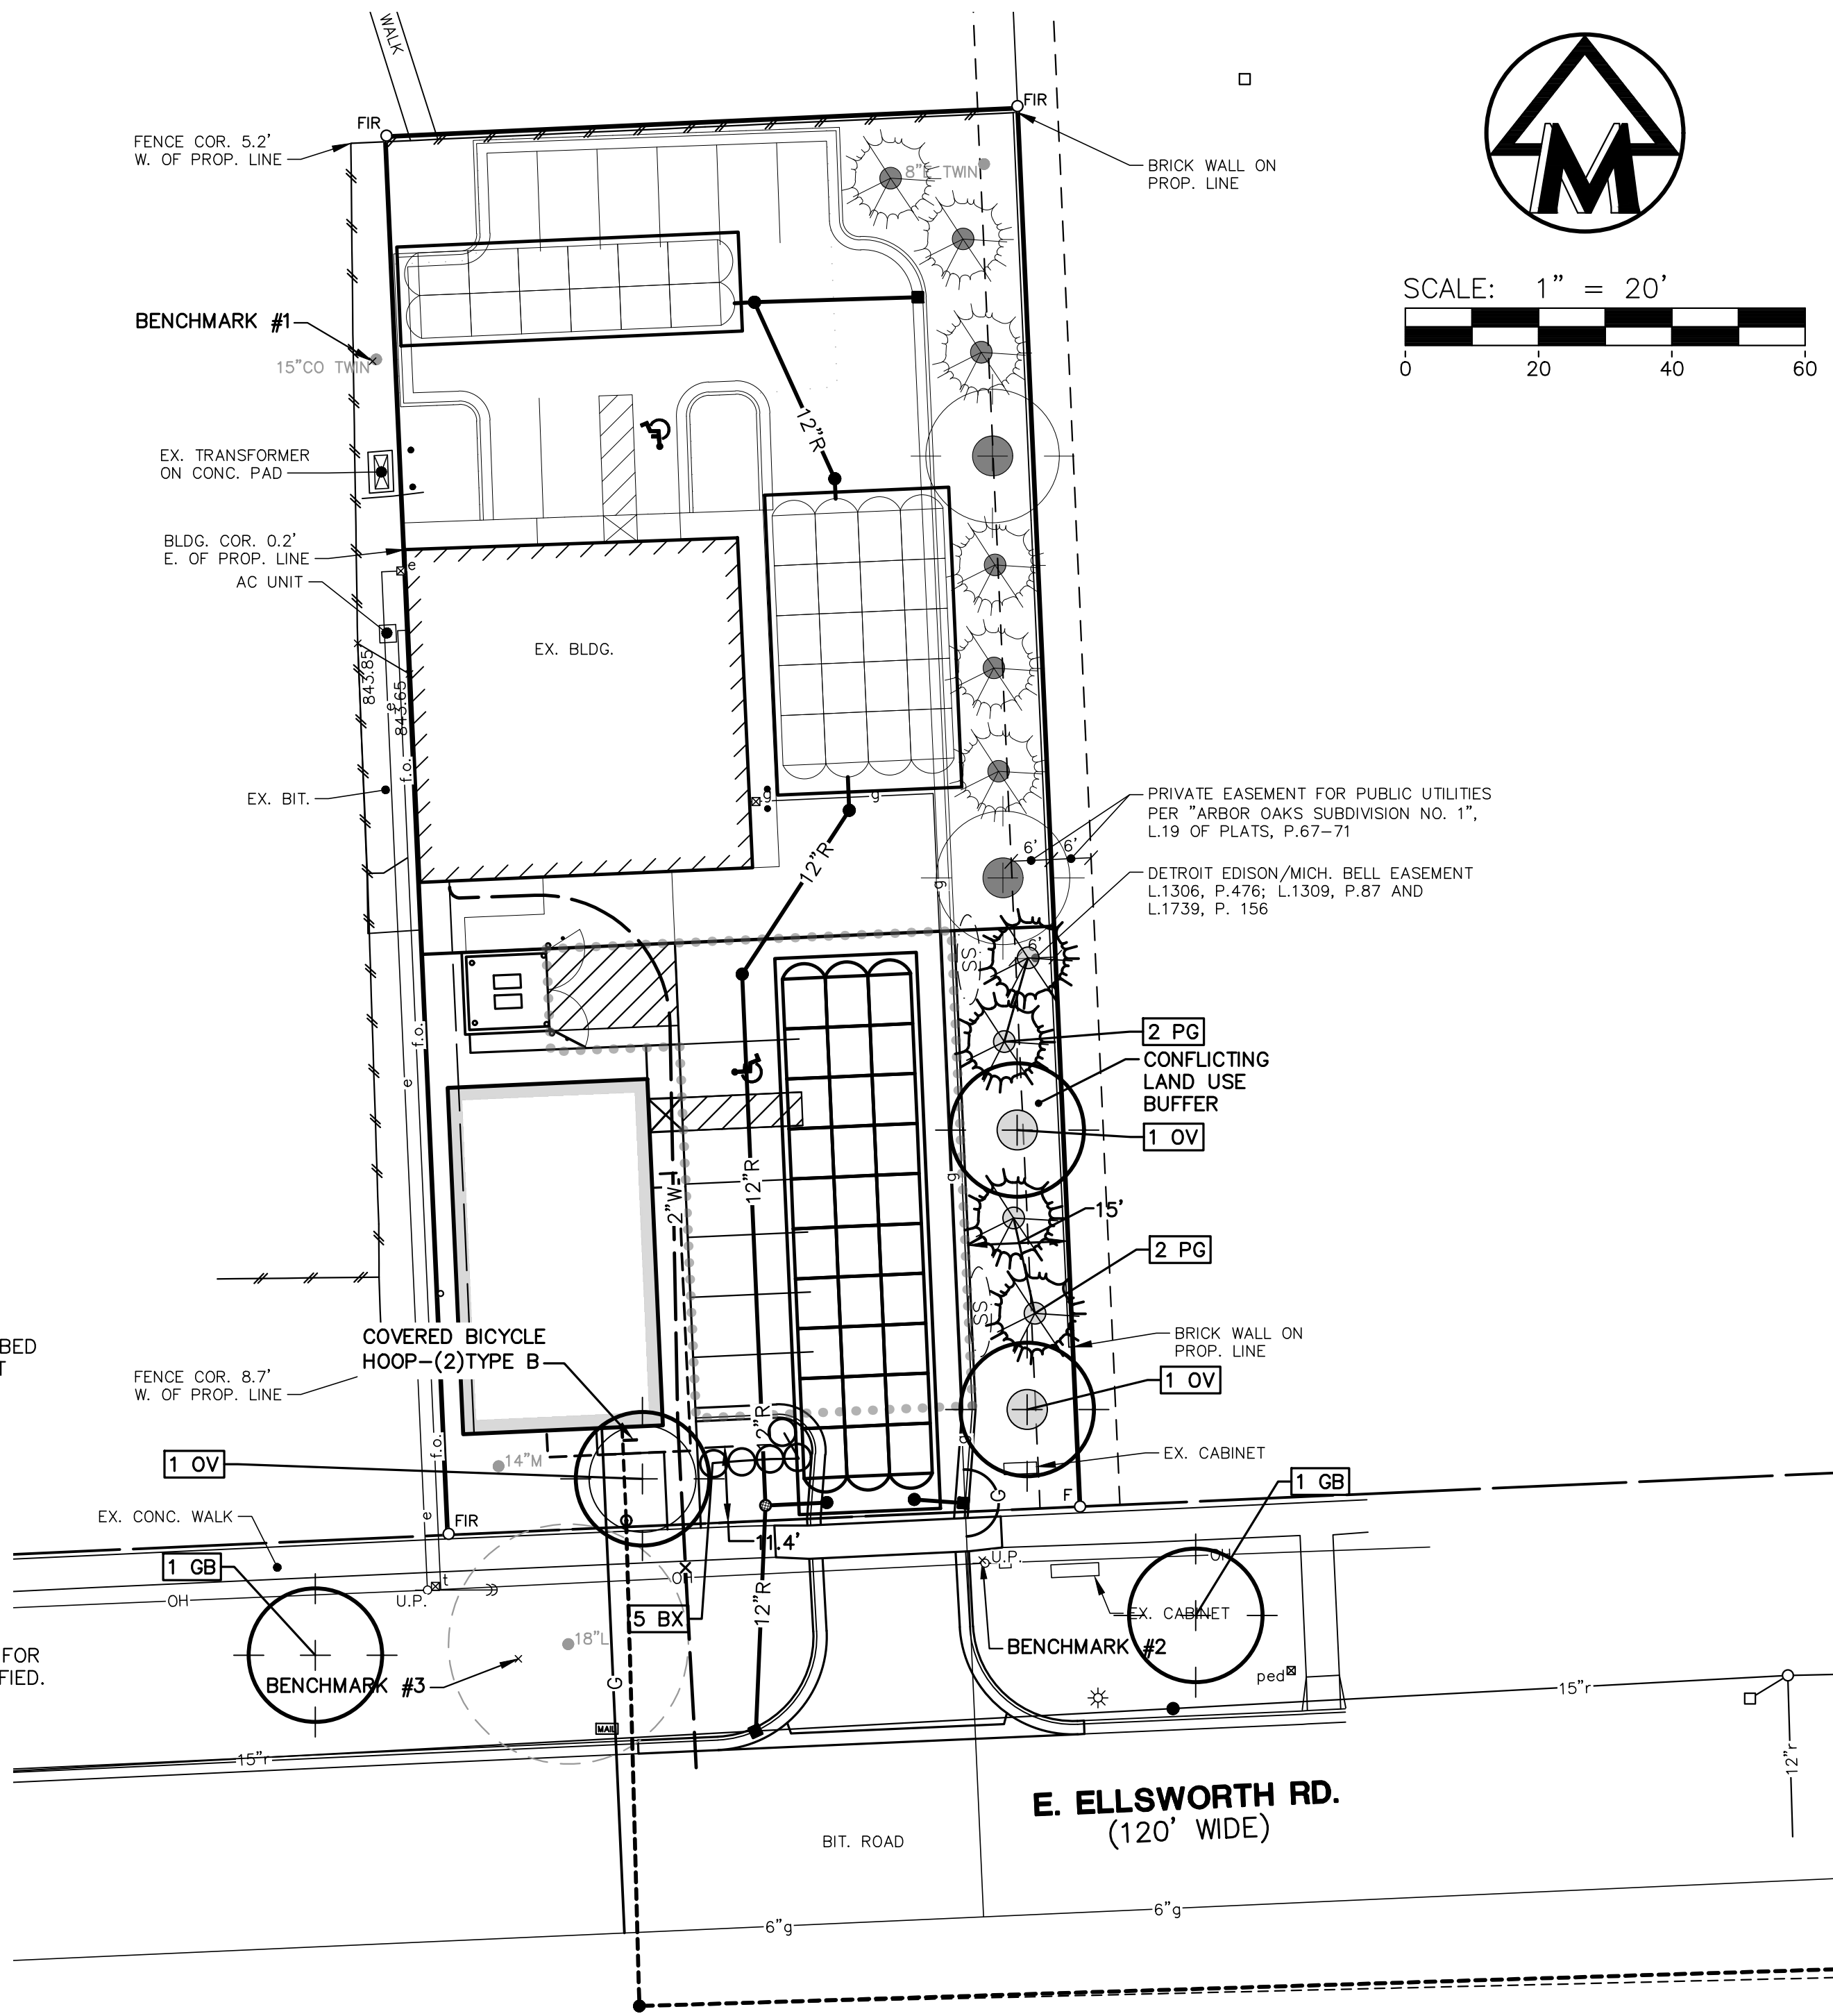 WALK
FIR
FIR
FENCE COR. 5.2'
W. OF PROP. LINE
8"E TWIN
BRICK WALL ON
PROP. LINE
M
SCALE: 1" = 20'
0 20 40 60
BENCHMARK #1
15"CO TWIN
12"R
EX. TRANSFORMER
ON CONC. PAD
BLDG. COR. 0.2'
E. OF PROP. LINE
e
AC UNIT
EX. BLDG.
843.85
843.65
e
f.o.
EX. BIT.
g
g
PRIVATE EASEMENT FOR PUBLIC UTILITIES
PER "ARBOR OAKS SUBDIVISION NO. 1",
L.19 OF PLATS, P.67-71
6' 6'
12"R
g
DETROIT EDISON/MICH. BELL EASEMENT
L.1306, P.476; L.1309, P.87 AND
L.1739, P. 156
6'
SS
f.o.
e
2 PG
CONFLICTING
LAND USE
BUFFER
1 OV
12"R
2"W
g
15'
2 PG
SS
COVERED BICYCLE
HOOP-(2)TYPE B
BRICK WALL ON
PROP. LINE
BED
T
FENCE COR. 8.7'
W. OF PROP. LINE
1 OV
12"R
g
f.o.
14"M
1 OV
EX. CABINET
1 GB
G
F
e
FIR
EX. CONC. WALK
11.4'
1 GB
OH
U.P.
t
OH
U.P.
OH
12"R
5 BX
EX. CABINET
18"L
BENCHMARK #2
FOR
FIED.
BENCHMARK #3
G
ped
15"r
MAIL
15"r
12"r
E. ELLSWORTH RD.
(120' WIDE)
BIT. ROAD
6"g
6"g